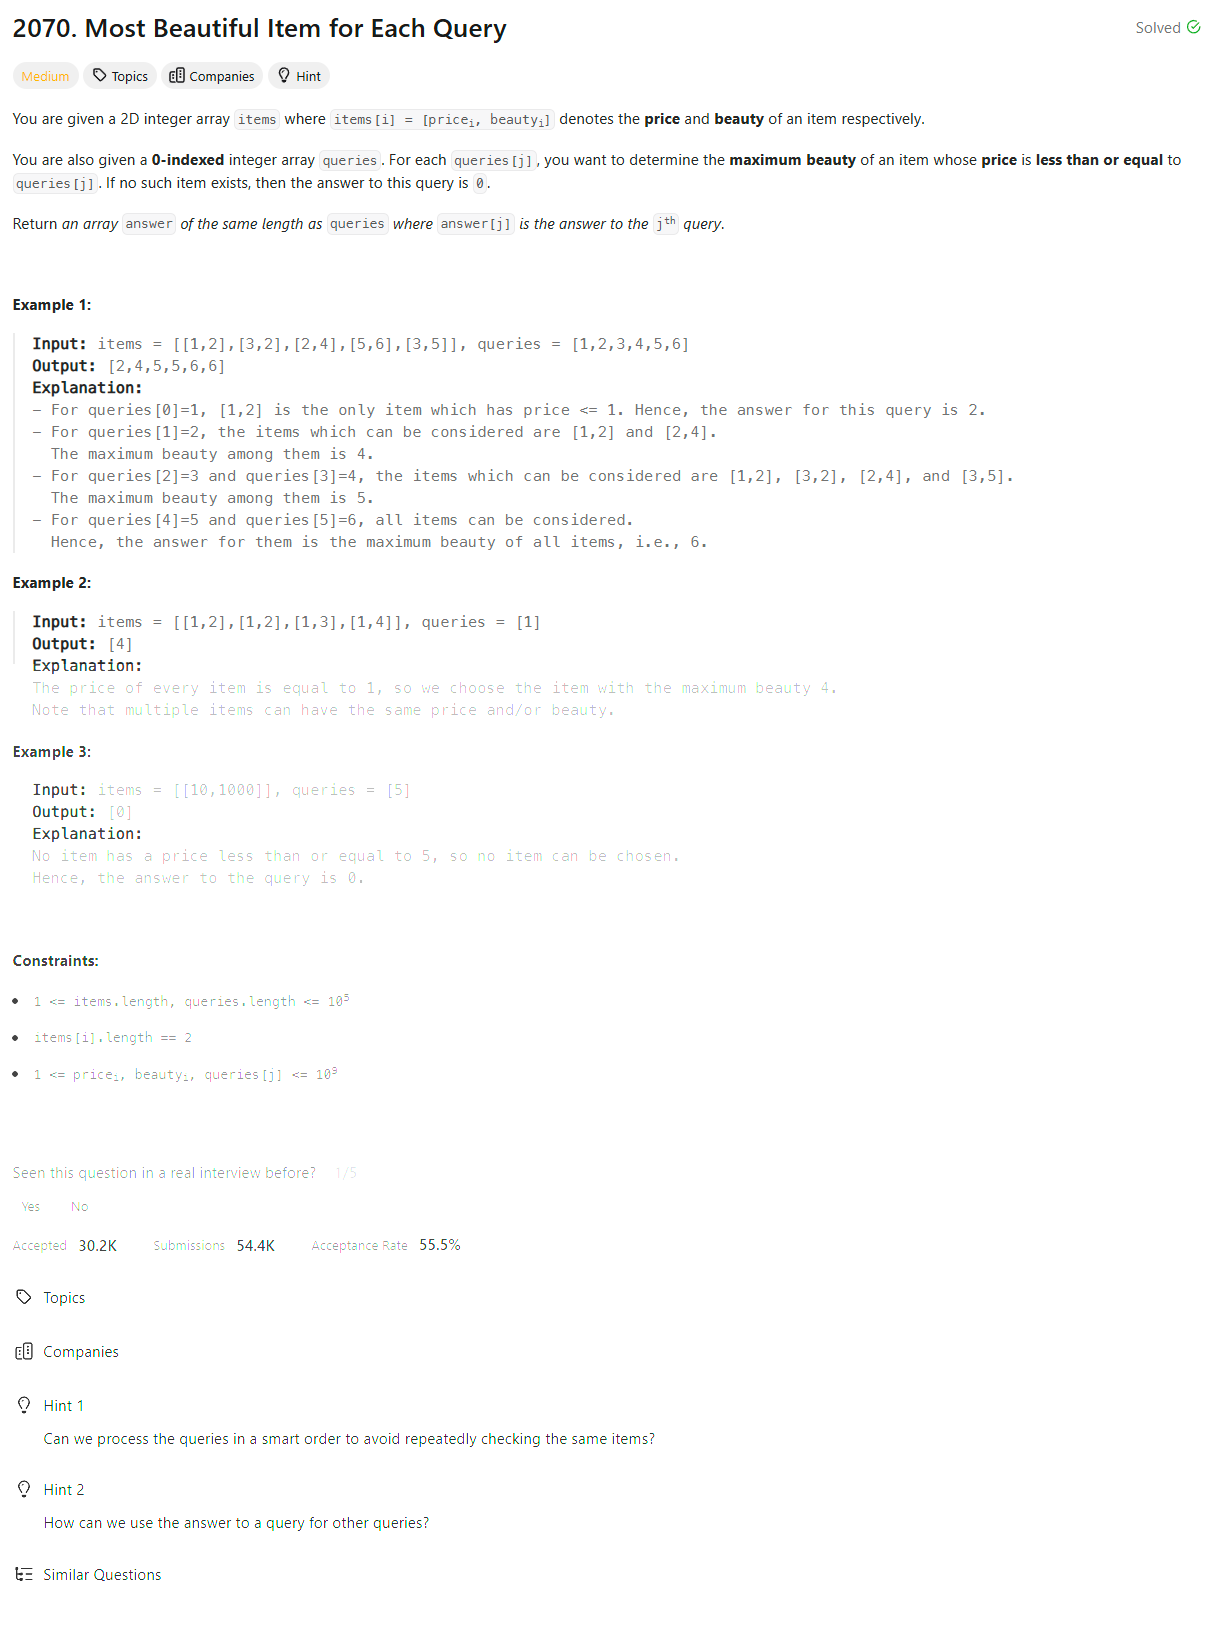 2070. Most Beautiful Item for Each Query
Solved
Medium Topics Companies Hint
You are given a 2D integer array items where items[i] = [priceᵢ, beautyᵢ] denotes the price and beauty of an item respectively.
You are also given a 0-indexed integer array queries. For each queries[j], you want to determine the maximum beauty of an item whose price is less than or equal to
queries[j]. If no such item exists, then the answer to this query is 0.
Return an array answer of the same length as queries where answer[j] is the answer to the jᵗʰ query.
Example 1:
Input: items = [[1,2],[3,2],[2,4],[5,6],[3,5]], queries = [1,2,3,4,5,6]
Output: [2,4,5,5,6,6]
Explanation:
- For queries[0]=1, [1,2] is the only item which has price <= 1. Hence, the answer for this query is 2.
- For queries[1]=2, the items which can be considered are [1,2] and [2,4].
The maximum beauty among them is 4.
- For queries[2]=3 and queries[3]=4, the items which can be considered are [1,2], [3,2], [2,4], and [3,5].
The maximum beauty among them is 5.
- For queries[4]=5 and queries[5]=6, all items can be considered.
Hence, the answer for them is the maximum beauty of all items, i.e., 6.
Example 2:
Input: items = [[1,2],[1,2],[1,3],[1,4]], queries = [1]
Output: [4]
Explanation:
The price of every item is equal to 1, so we choose the item with the maximum beauty 4.
Note that multiple items can have the same price and/or beauty.
Example 3:
Input: items = [[10,1000]], queries = [5]
Output: [0]
Explanation:
No item has a price less than or equal to 5, so no item can be chosen.
Hence, the answer to the query is 0.
Constraints:
• 1 <= items.length, queries.length <= 10⁵
• items[i].length == 2
• 1 <= priceᵢ, beautyᵢ, queries[j] <= 10⁹
Seen this question in a real interview before? 1/5
Yes No
Accepted 30.2K Submissions 54.4K Acceptance Rate 55.5%
Topics
Companies
Hint 1
Can we process the queries in a smart order to avoid repeatedly checking the same items?
Hint 2
How can we use the answer to a query for other queries?
Similar Questions